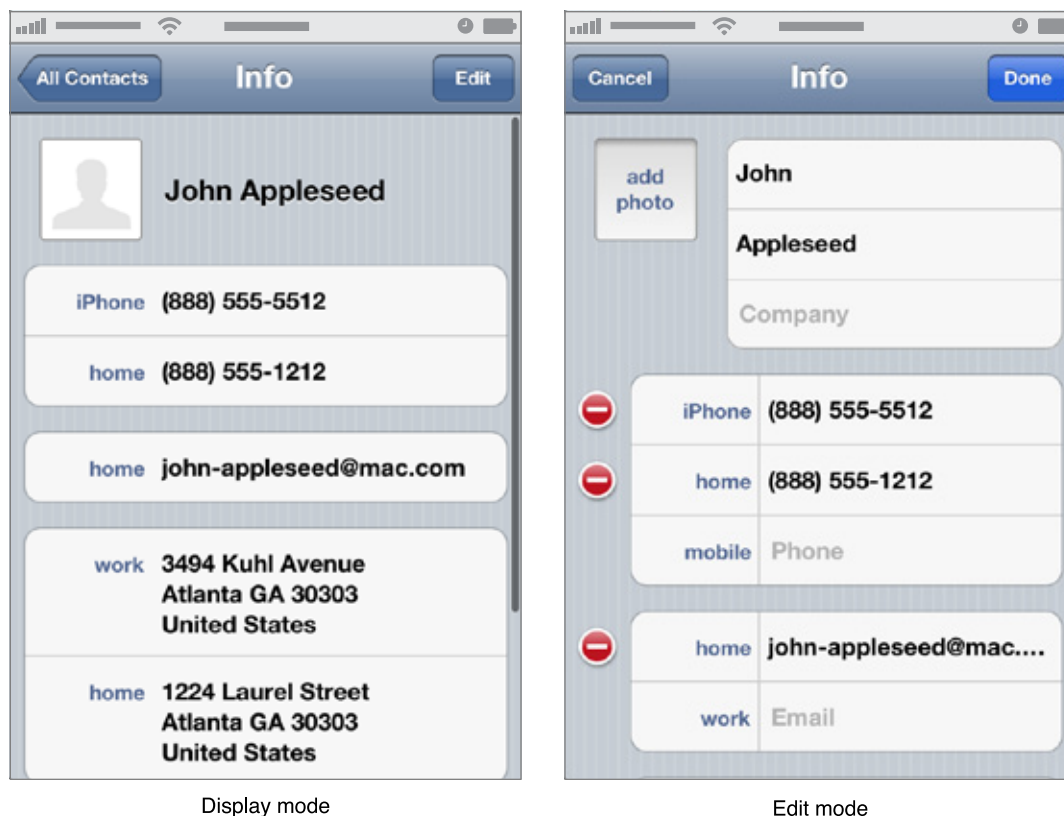 All Contacts Info Edit
John Appleseed
iPhone (888) 555-5512
home (888) 555-1212
home john-appleseed@mac.com
work 3494 Kuhl Avenue
Atlanta GA 30303
United States
home 1224 Laurel Street
Atlanta GA 30303
United States
Display mode
Cancel Info Done
add
photo
John
Appleseed
Company
iPhone (888) 555-5512
home (888) 555-1212
mobile Phone
home john-appleseed@mac....
work Email
Edit mode